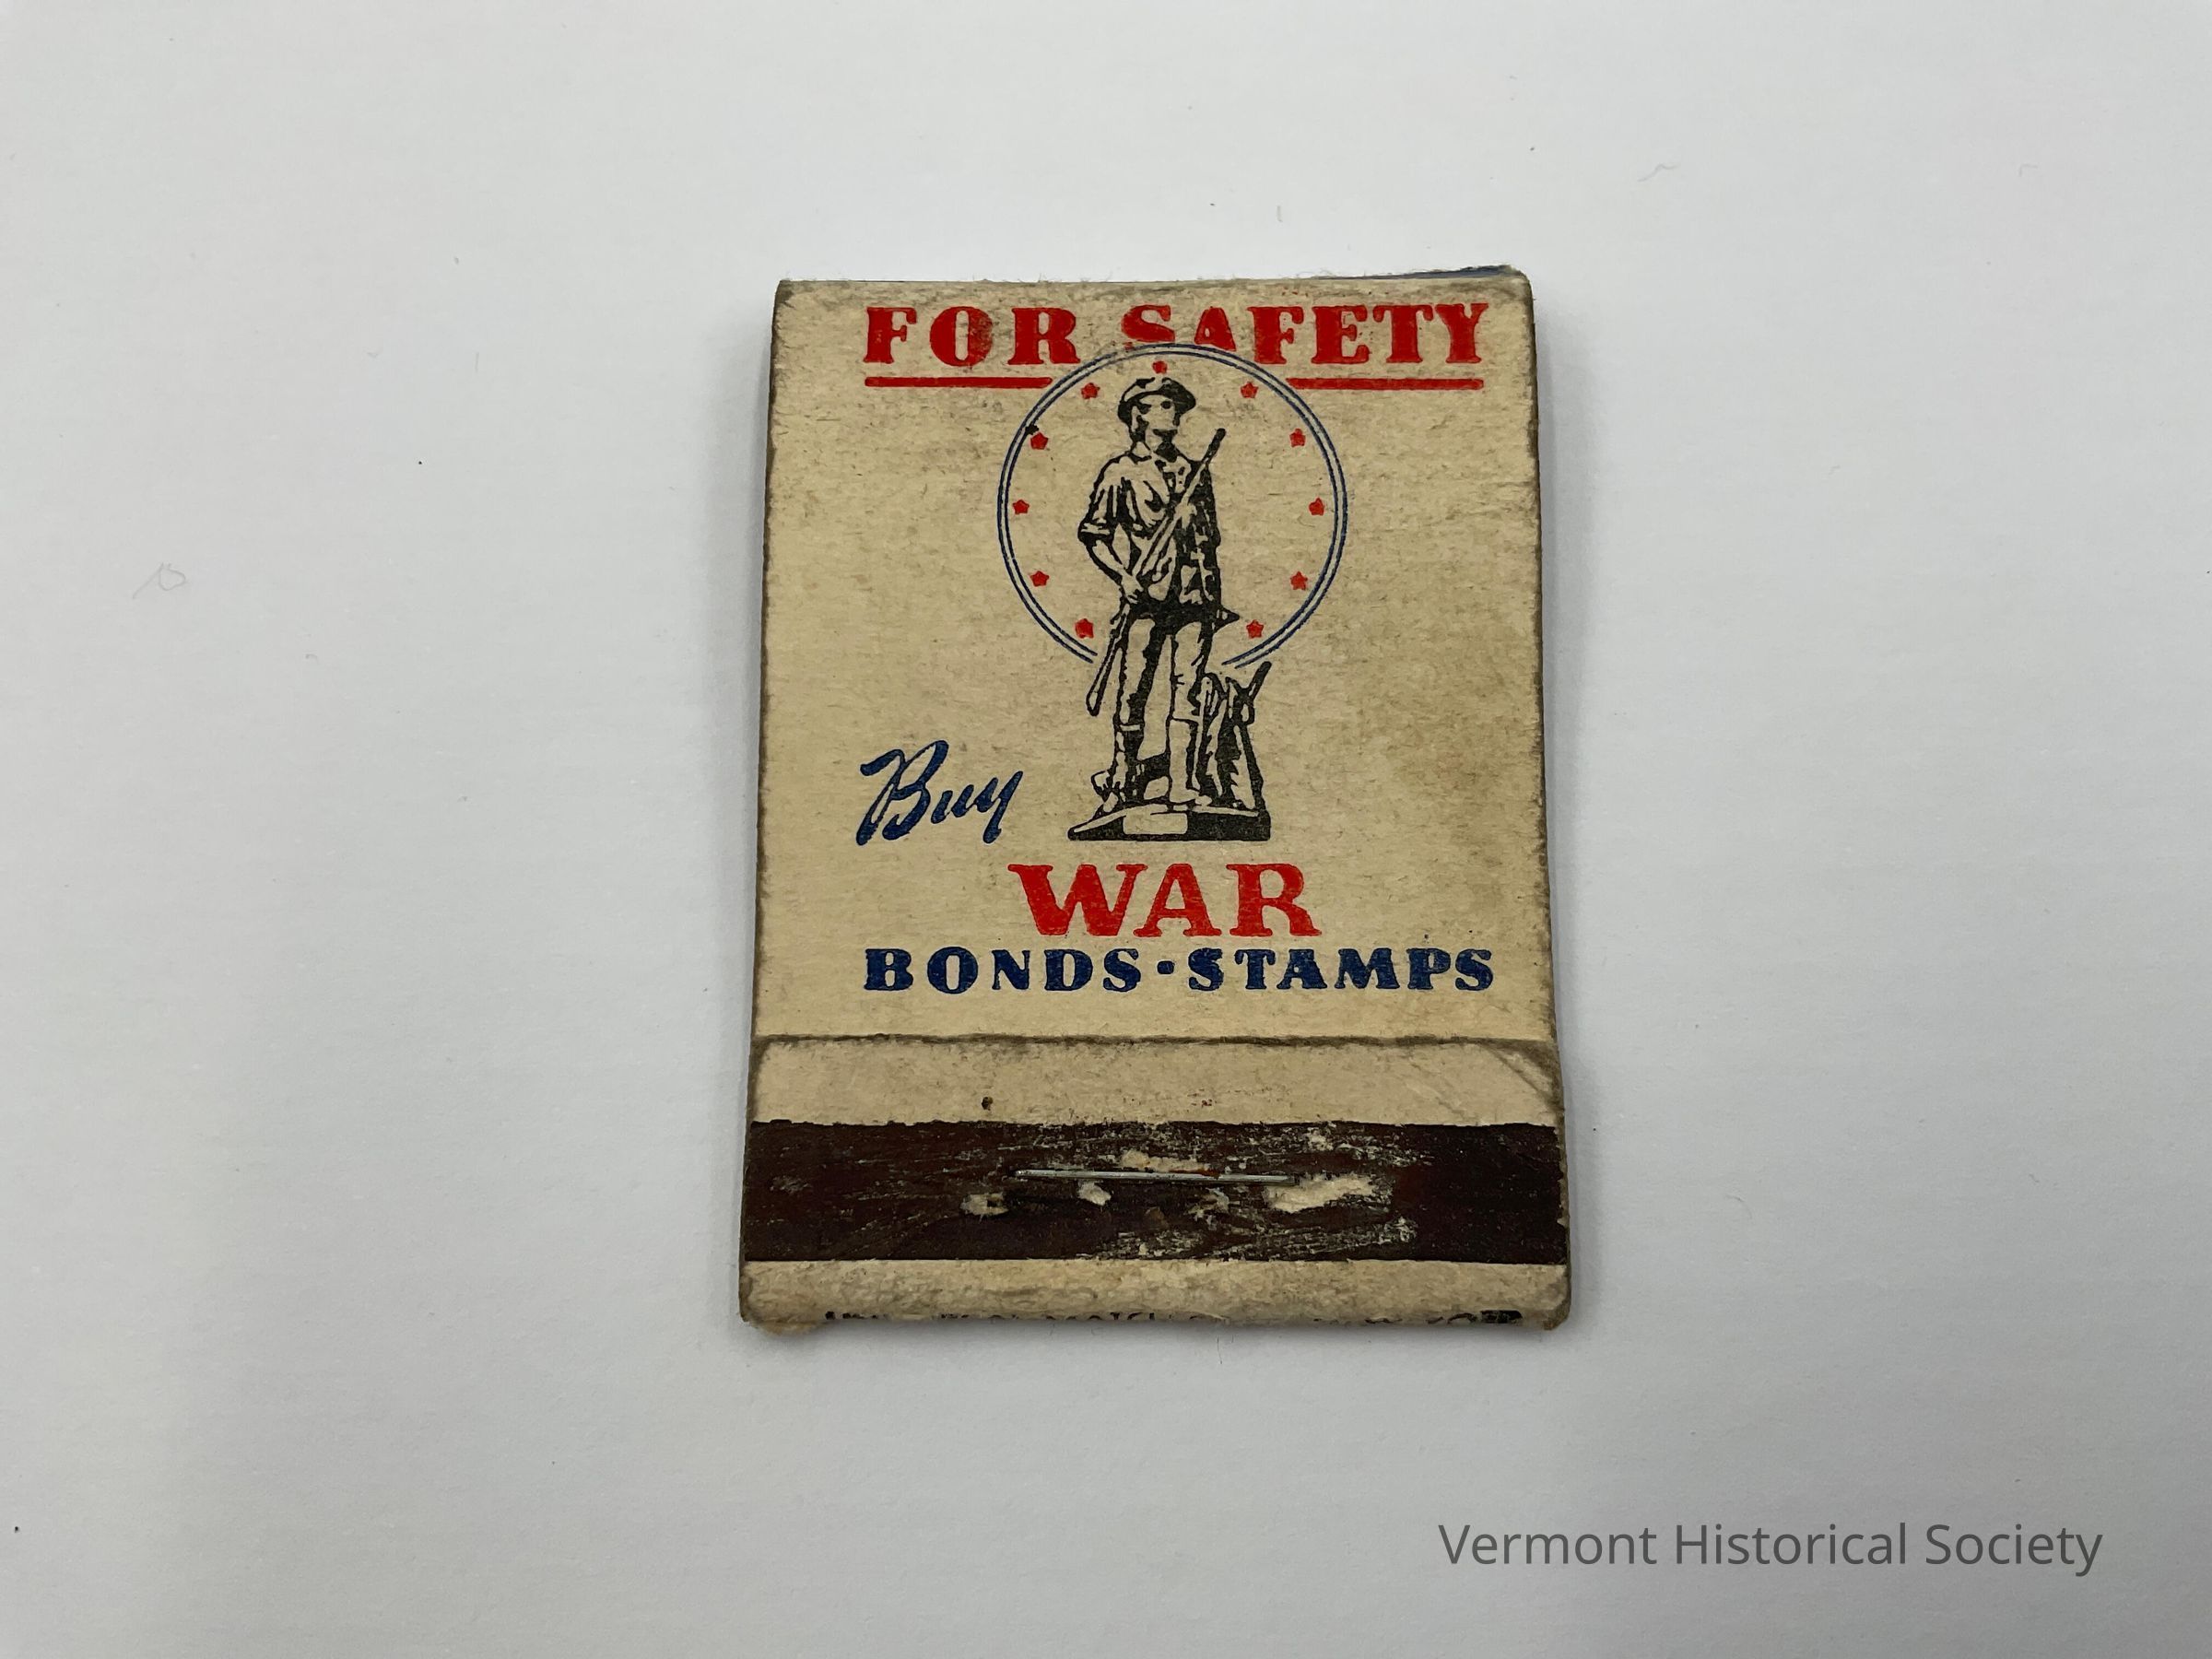 FOR SAFETY
Buy
WAR
BONDS·STAMPS
Vermont Historical Society